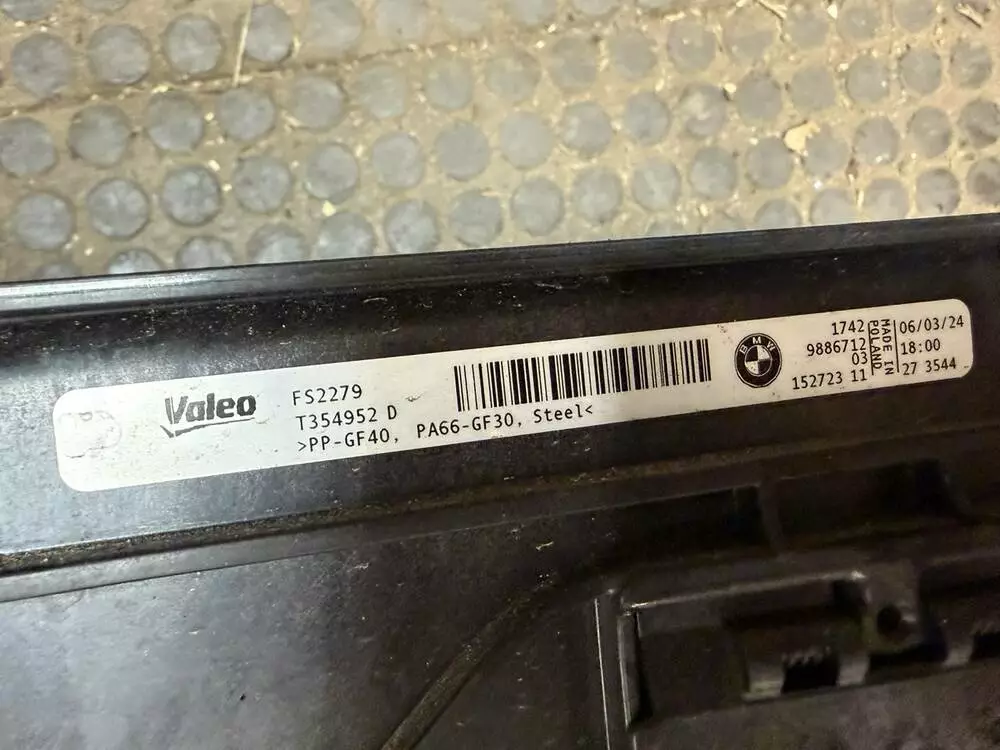 Valeo
FS2279
T354952 D
>PP-GF40, PA66-GF30, Steel<
BMW
1742
9886712
03
152723 11
MADE IN
POLAND
06/03/24
18:00
27 3544